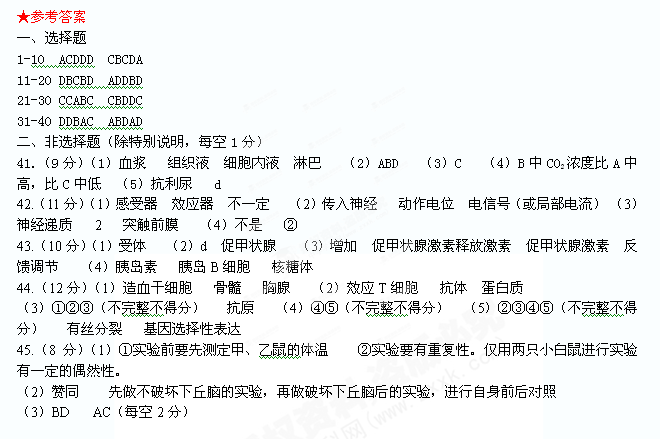 ★参考答案
一、选择题
1-10 ACDDD CBCDA
11-20 DBCBD ADDBD
21-30 CCABC CBDDC
31-40 DDBAC ABDAD
二、非选择题（除特别说明，每空1分）
41.（9分）（1）血浆 组织液 细胞内液 淋巴 （2）ABD （3）C （4）B中CO₂浓度比A中
高，比C中低 （5）抗利尿 d
42.（11分）（1）感受器 效应器 不一定 （2）传入神经 动作电位 电信号（或局部电流）（3）
神经递质 2 突触前膜 （4）不是 ②
43.（10分）（1）受体 （2）d 促甲状腺 （3）增加 促甲状腺激素释放激素 促甲状腺激素 反
馈调节 （4）胰岛素 胰岛B细胞 核糖体
44.（12分）（1）造血干细胞 骨髓 胸腺 （2）效应T细胞 抗体 蛋白质
（3）①②③（不完整不得分） 抗原 （4）④⑤（不完整不得分） （5）②③④⑤（不完整不得
分） 有丝分裂 基因选择性表达
45.（8分）（1）①实验前要先测定甲、乙鼠的体温 ②实验要有重复性。仅用两只小白鼠进行实验
有一定的偶然性。
（2）赞同 先做不破坏下丘脑的实验，再做破坏下丘脑后的实验，进行自身前后对照
（3）BD AC（每空2分）